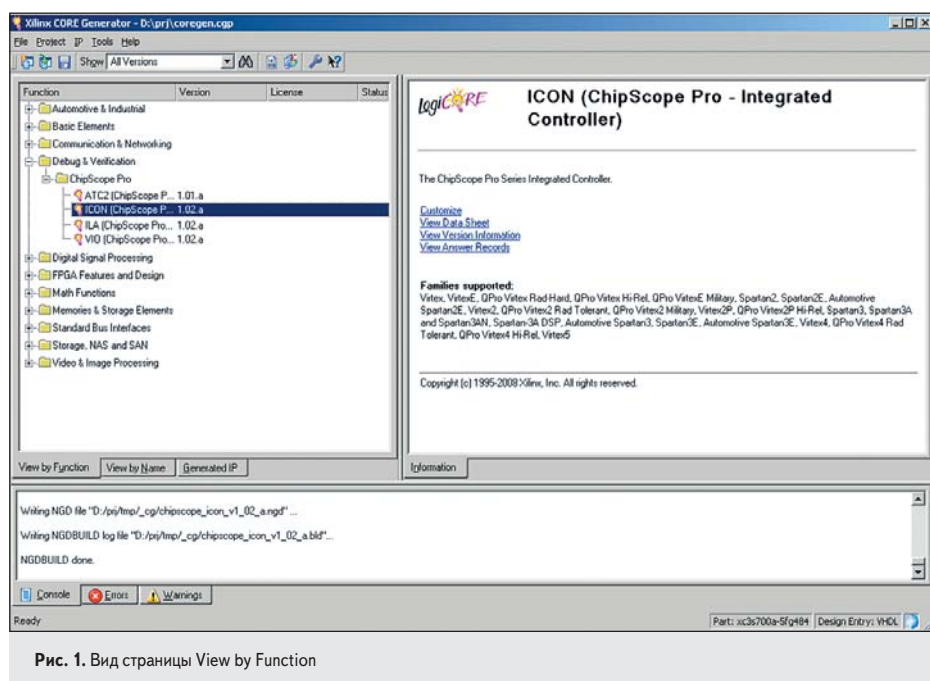 Xilinx CORE Generator - D:\prj\coregen.cgp
File Project IP Tools Help
Show All Versions
Function Version License Status
Automotive & Industrial
Basic Elements
Communication & Networking
Debug & Verification
ChipScope Pro
ATC2 (ChipScope P... 1.01.a
ICON (ChipScope P... 1.02.a
ILA (ChipScope Pro... 1.02.a
VIO (ChipScope Pro... 1.02.a
Digital Signal Processing
FPGA Features and Design
Math Functions
Memories & Storage Elements
Standard Bus Interfaces
Storage, NAS and SAN
Video & Image Processing
View by Function View by Name Generated IP
LogiCORE
ICON (ChipScope Pro - Integrated
Controller)
The ChipScope Pro Series Integrated Controller.
Customize
View Data Sheet
View Version Information
View Answer Records
Families supported:
Virtex, VirtexE, QPro Virtex Rad-Hard, QPro Virtex Hi-Rel, QPro VirtexE Military, Spartan2, Spartan2E, Automotive
Spartan2E, Virtex2, QPro Virtex2 Rad Tolerant, QPro Virtex2 Military, Virtex2P, QPro Virtex2P Hi-Rel, Spartan3, Spartan3A
and Spartan3AN, Spartan-3A DSP, Automotive Spartan3, Spartan3E, Automotive Spartan3E, Virtex4, QPro Virtex4 Rad
Tolerant, QPro Virtex4 Hi-Rel, Virtex5
Copyright (c) 1995-2008 Xilinx, Inc. All rights reserved.
Information
Writing NGD file "D:/prj/tmp/_cg/chipscope_icon_v1_02_a.ngd" ...
Writing NGDBUILD log file "D:/prj/tmp/_cg/chipscope_icon_v1_02_a.bld"...
NGDBUILD done.
Console Errors Warnings
Ready Part: xc3s700a-5fg484 Design Entry: VHDL
Рис. 1. Вид страницы View by Function